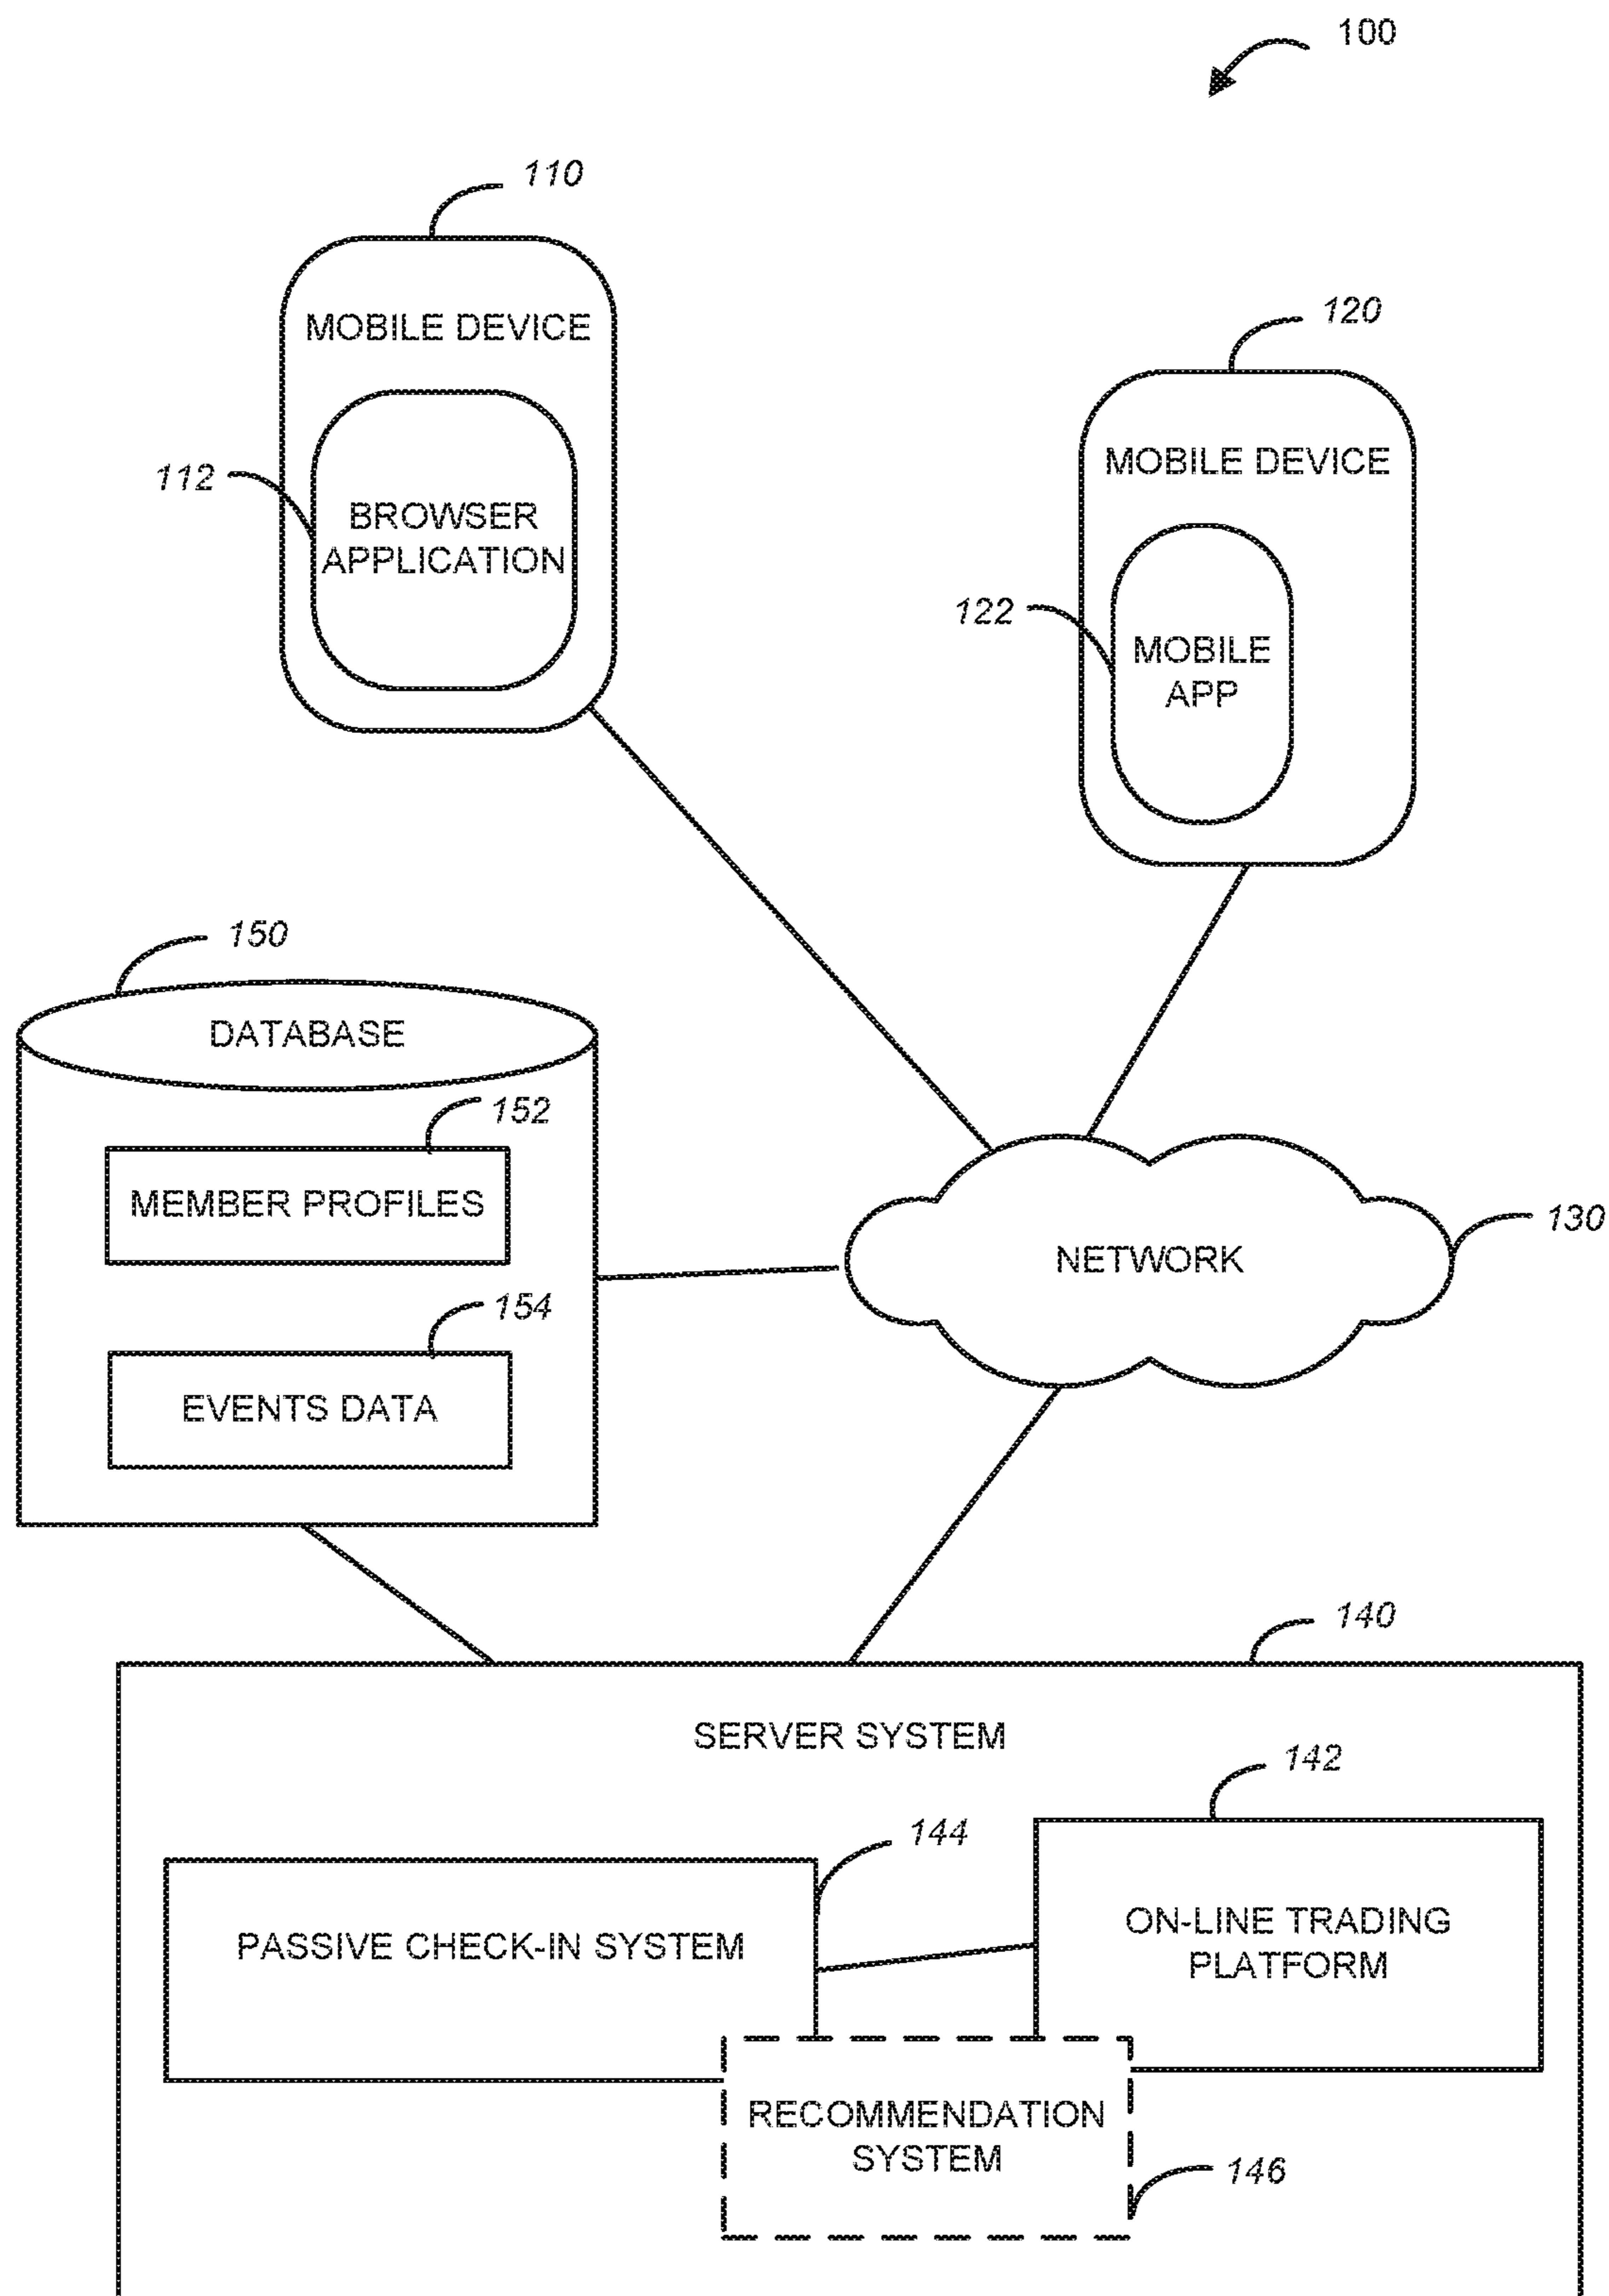 100
110
MOBILE DEVICE
120
MOBILE DEVICE
112
BROWSER
APPLICATION
122
MOBILE
APP
150
DATABASE
152
MEMBER PROFILES
130
NETWORK
154
EVENTS DATA
140
SERVER SYSTEM
142
144
ON-LINE TRADING
PLATFORM
PASSIVE CHECK-IN SYSTEM
RECOMMENDATION
SYSTEM
146